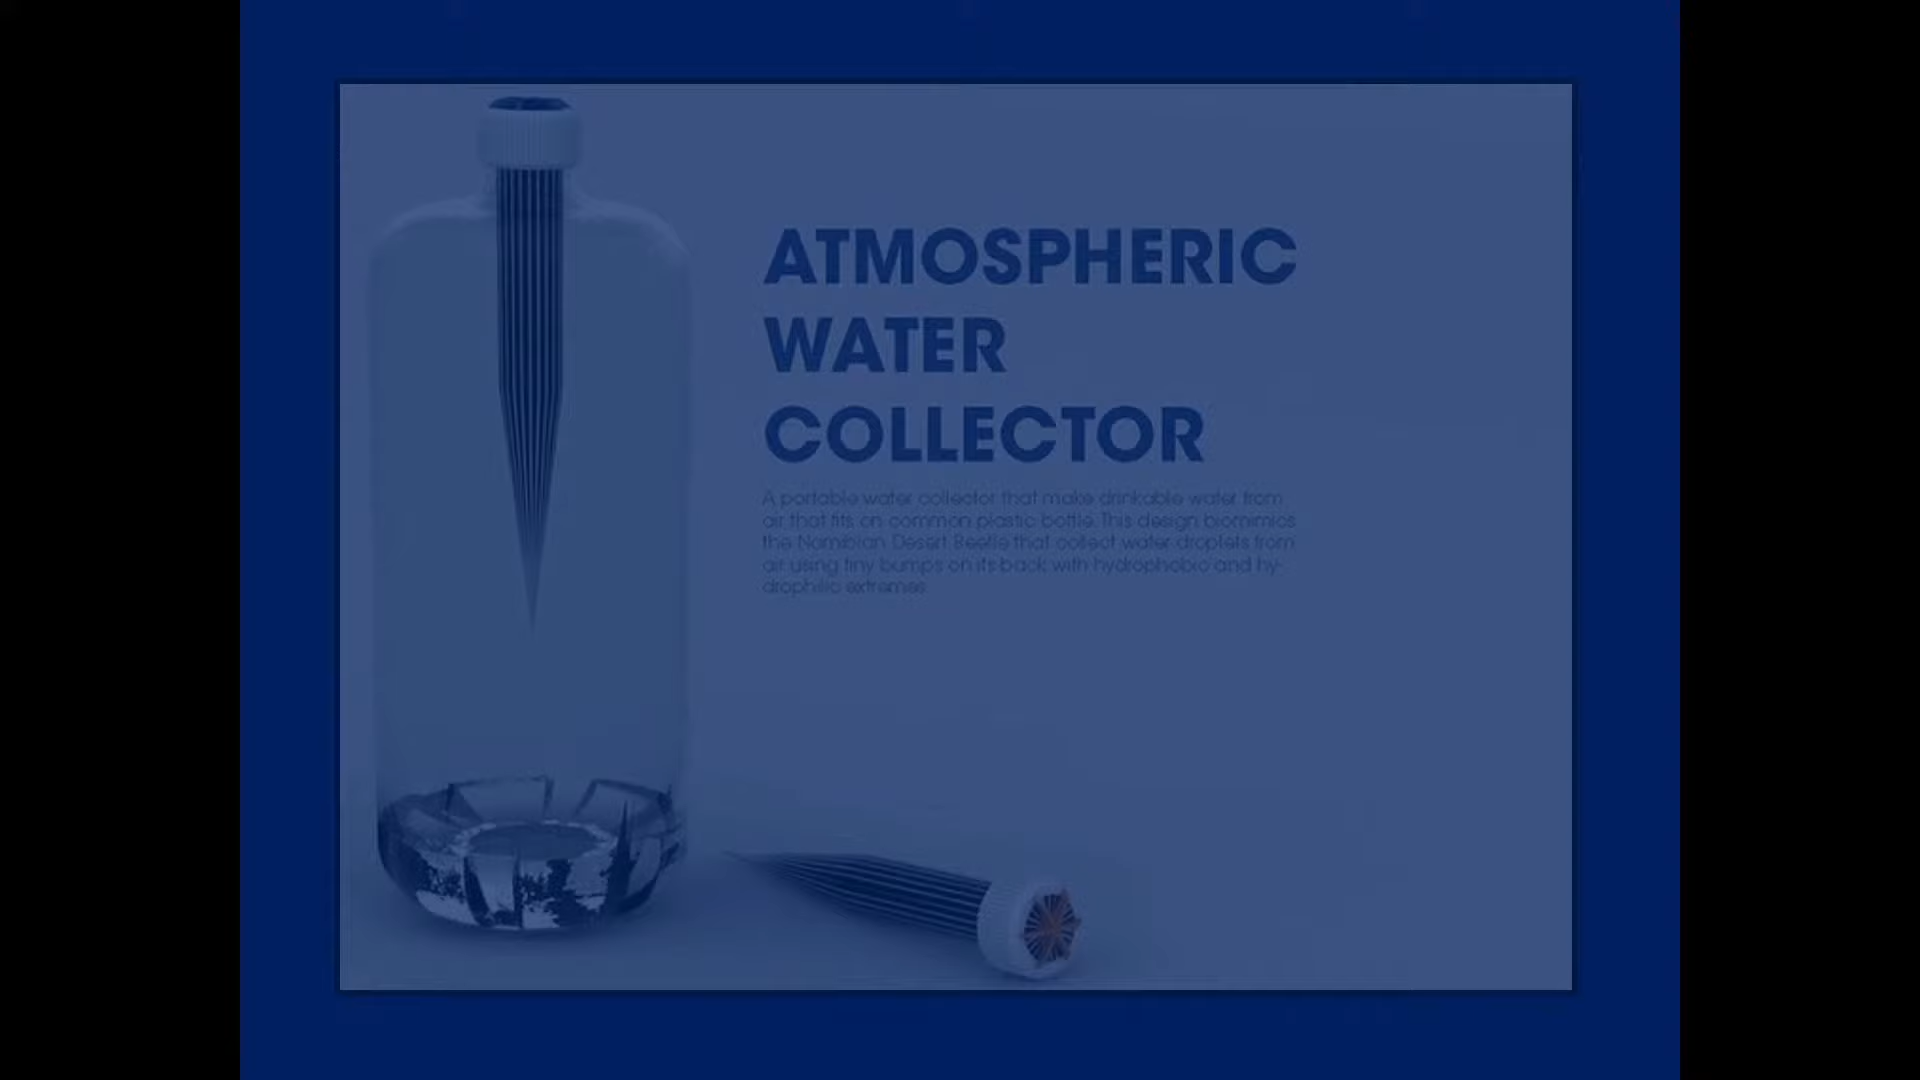 ATMOSPHERIC
WATER
COLLECTOR
A portable water collector that make drinkable water from
air that fits on common plastic bottle. This design biomimics
the Namibian Desert Beetle that collect water droplets from
air using tiny bumps on its back with hydrophobic and hy-
drophilic extremes